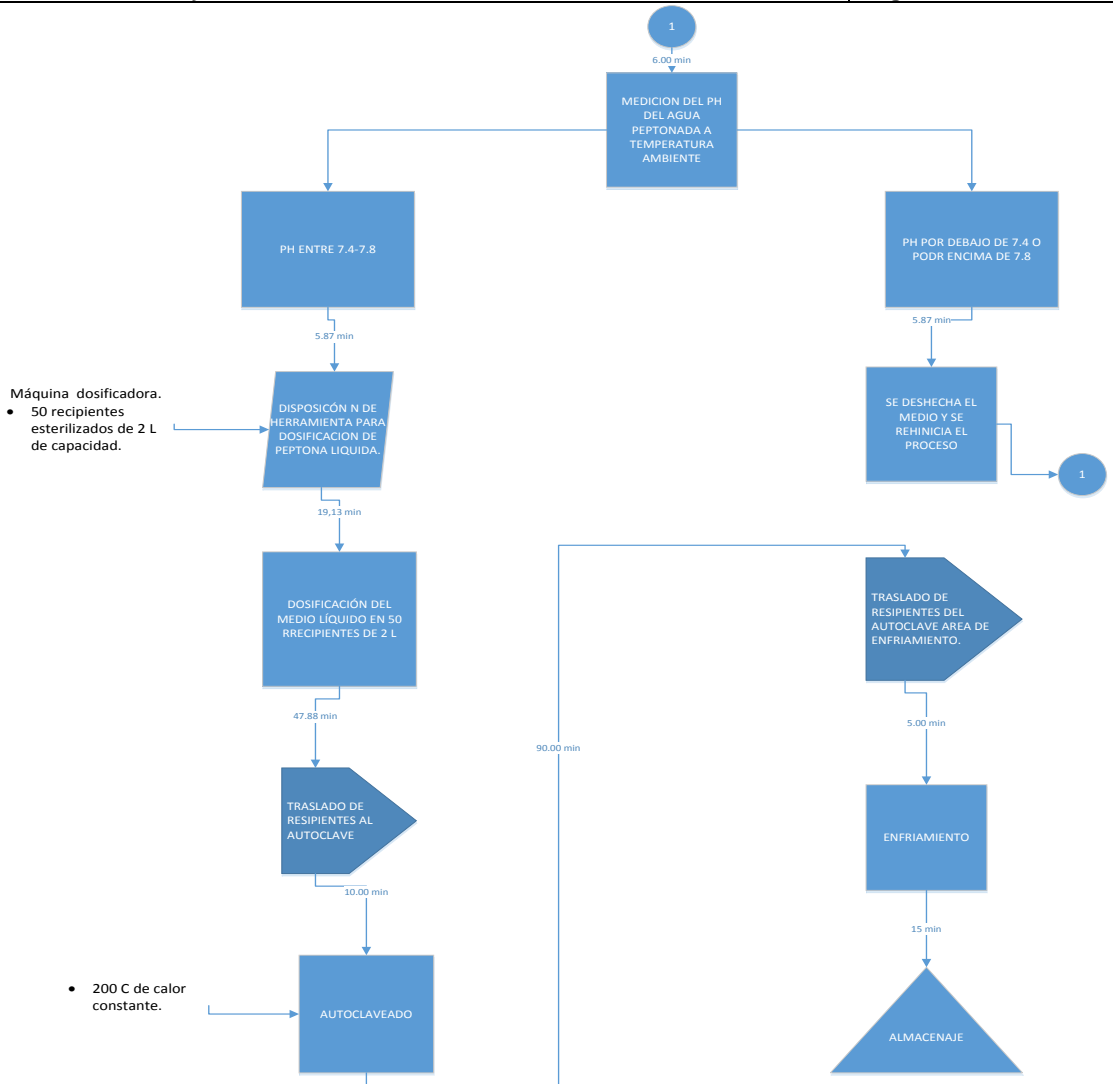 1
6.00 min
MEDICION DEL PH
DEL AGUA
PEPTONADA A
TEMPERATURA
AMBIENTE
PH ENTRE 7.4-7.8
PH POR DEBAJO DE 7.4 O
PODR ENCIMA DE 7.8
5.87 min
5.87 min
Máquina dosificadora.
• 50 recipientes
esterilizados de 2 L
de capacidad.
DISPOSICÓN N DE
HERRAMIENTA PARA
DOSIFICACION DE
PEPTONA LIQUIDA.
SE DESHECHA EL
MEDIO Y SE
REHINICIA EL
PROCESO
1
19,13 min
DOSIFICACIÓN DEL
MEDIO LÍQUIDO EN 50
RRECIPIENTES DE 2 L
TRASLADO DE
RESIPIENTES DEL
AUTOCLAVE AREA DE
ENFRIAMIENTO.
47.88 min
5.00 min
90.00 min
TRASLADO DE
RESIPIENTES AL
AUTOCLAVE
ENFRIAMIENTO
10.00 min
15 min
• 200 C de calor
constante.
AUTOCLAVEADO
ALMACENAJE